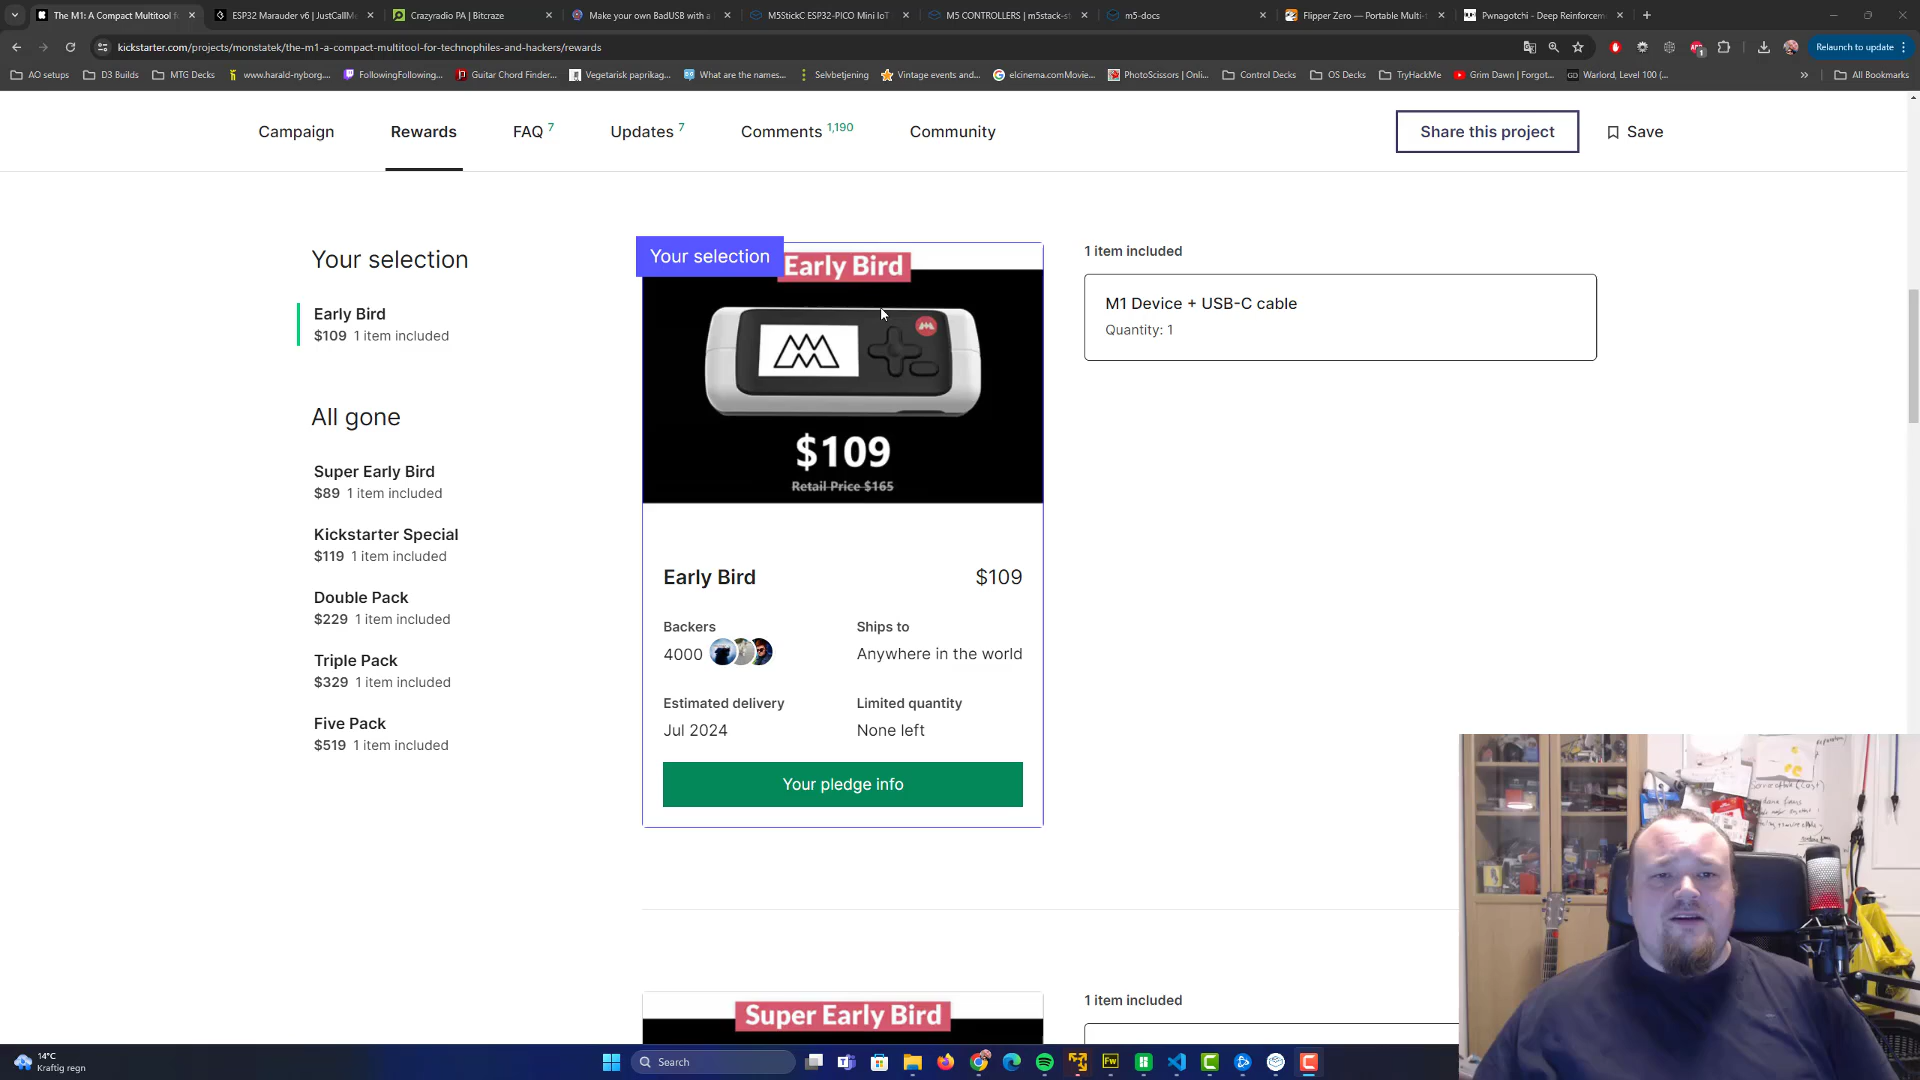 The M1: A Compact Multitool f
ESP32 Marauder v6 | JustCallM
Crazyradio PA | Bitcraze
Make your own BadUSB with a
M5StickC ESP32-PICO Mini IoT
M5 CONTROLLERS | m5stack-st
m5-docs
Flipper Zero — Portable Multi-t
Pwnagotchi - Deep Reinforcem
kickstarter.com/projects/monstatek/the-m1-a-compact-multitool-for-technophiles-and-hackers/rewards
Relaunch to update
AO setups
D3 Builds
MTG Decks
www.harald-nyborg....
FollowingFollowing...
Guitar Chord Finder...
Vegetarisk paprikag...
What are the names...
Selvbetjening
Vintage events and...
elcinema.comMovie...
PhotoScissors | Onli...
Control Decks
OS Decks
TryHackMe
Grim Dawn | Forgot...
Warlord, Level 100 (...
»
All Bookmarks
Campaign
Rewards
FAQ 7
Updates 7
Comments 1,190
Community
Share this project
Save
Your selection
Early Bird
$109 1 item included
All gone
Super Early Bird
$89 1 item included
Kickstarter Special
$119 1 item included
Double Pack
$229 1 item included
Triple Pack
$329 1 item included
Five Pack
$519 1 item included
Your selection
Early Bird
$109
Retail Price $165
Early Bird
$109
Backers
4000
Ships to
Anywhere in the world
Estimated delivery
Jul 2024
Limited quantity
None left
Your pledge info
1 item included
M1 Device + USB-C cable
Quantity: 1
Super Early Bird
1 item included
14°C
Kraftig regn
Search
Fw